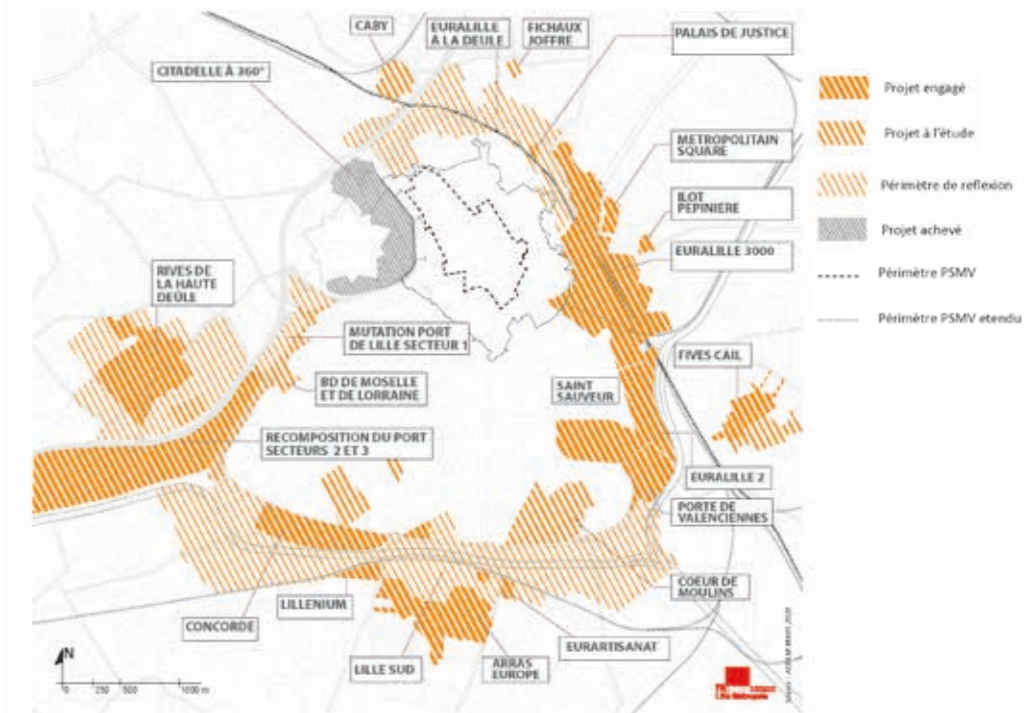 CABY
EURALILLE
À LA DEULE
FICHAUX
JOFFRE
PALAIS DE JUSTICE
CITADELLE À 360°
METROPOLITAIN
SQUARE
ILOT
PEPINIERE
EURALILLE 3000
RIVES DE
LA HAUTE
DEÛLE
MUTATION PORT
DE LILLE SECTEUR 1
FIVES CAIL
BD DE MOSELLE
ET DE LORRAINE
SAINT
SAUVEUR
RECOMPOSITION DU PORT
SECTEURS 2 ET 3
EURALILLE 2
PORTE DE
VALENCIENNES
COEUR DE
MOULINS
LILLENIUM
CONCORDE
EURARTISANAT
LILLE SUD
ARRAS
EUROPE
N
0 250 500 1000 m
Projet engagé
Projet à l'étude
Périmètre de reflexion
Projet achevé
Périmètre PSMV
Périmètre PSMV etendu